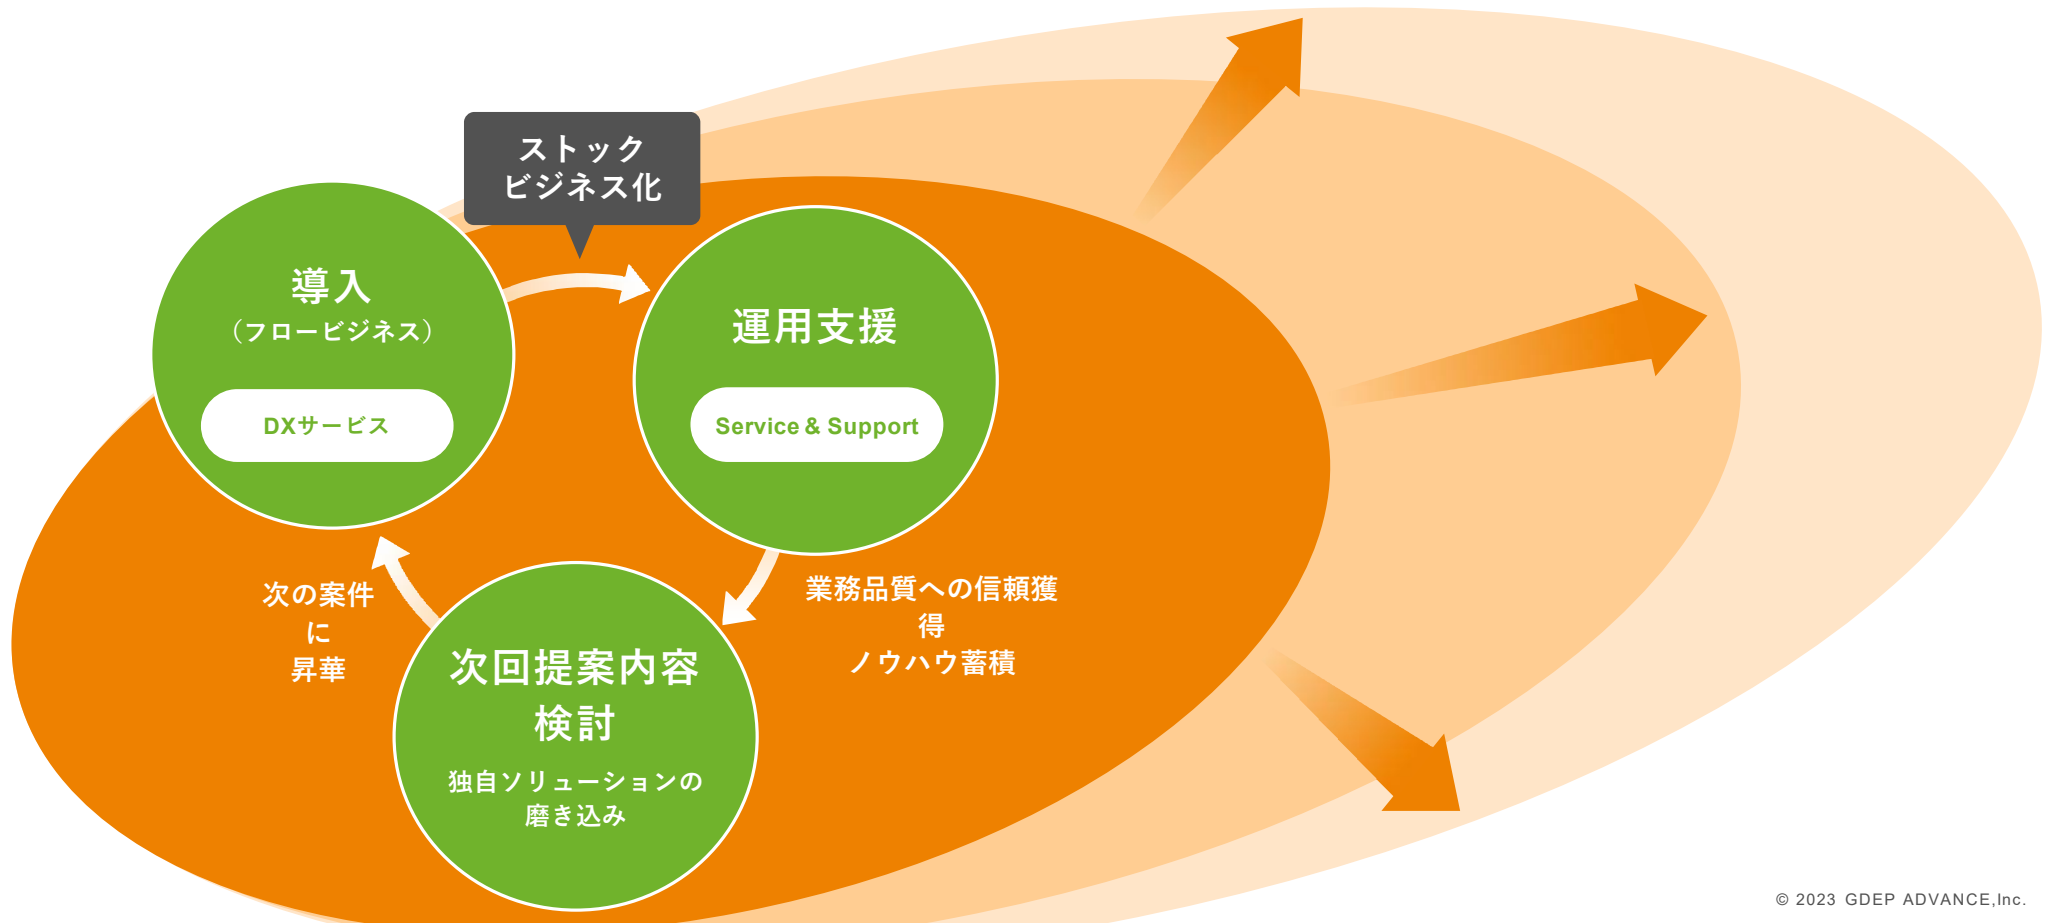 ストック
ビジネス化
導入
（フロービジネス）
DXサービス
運用支援
Service & Support
業務品質への信頼獲
得
ノウハウ蓄積
次回提案内容
検討
独自ソリューションの
磨き込み
次の案件
に
昇華
© 2023 GDEP ADVANCE,Inc.